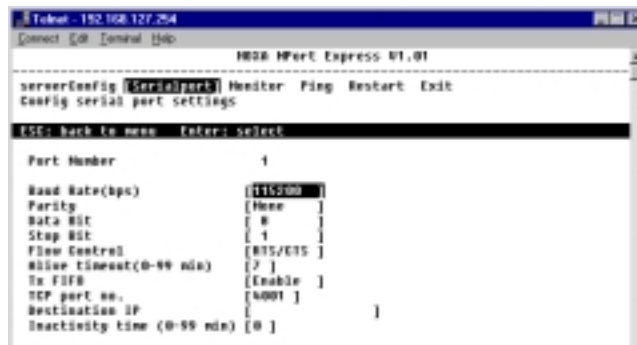 Telnet - 192.168.127.254
Connect Edit Terminal Help
MOXA NPort Express V1.01
serverConfig [Serialport] Moniter Ping Restart Exit
Config serial port settings
ESC: back to menu Enter: select
Port Number 1
Baud Rate(bps) [115200 ]
Parity [None ]
Data Bit [ 8 ]
Stop Bit [ 1 ]
Flow Control [RTS/CTS ]
Alive timeout(0-99 min) [7 ]
Tx FIFO [Enable ]
TCP port no. [4001 ]
Destination IP [ ]
Inactivity time (0-99 min) [0 ]